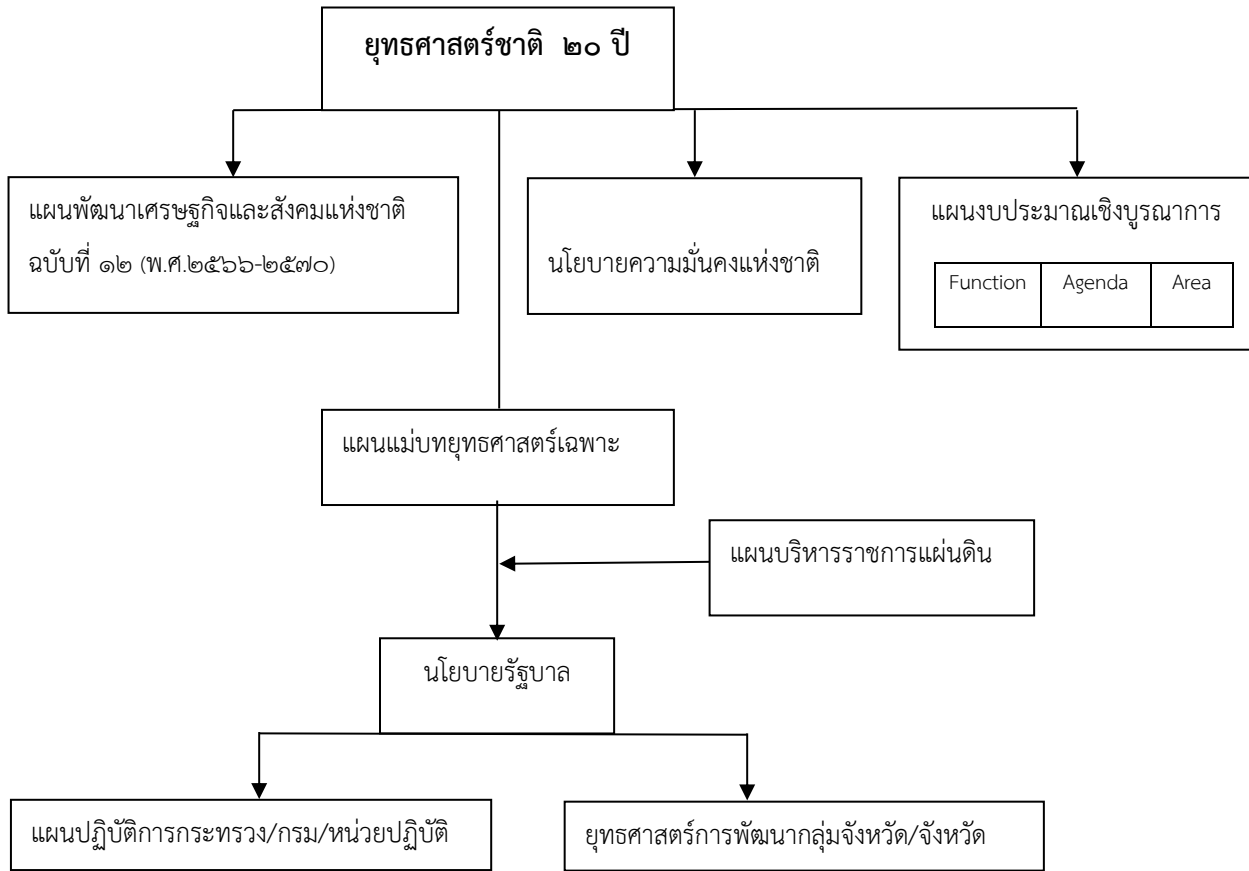 ยุทธศาสตร์ชาติ ๒๐ ปี
แผนพัฒนาเศรษฐกิจและสังคมแห่งชาติ
ฉบับที่ ๑๒ (พ.ศ.๒๕๖๖-๒๕๗๐)
นโยบายความมั่นคงแห่งชาติ
แผนงบประมาณเชิงบูรณาการ
Function Agenda Area
แผนแม่บทยุทธศาสตร์เฉพาะ
แผนบริหารราชการแผ่นดิน
นโยบายรัฐบาล
แผนปฏิบัติการกระทรวง/กรม/หน่วยปฏิบัติ
ยุทธศาสตร์การพัฒนากลุ่มจังหวัด/จังหวัด